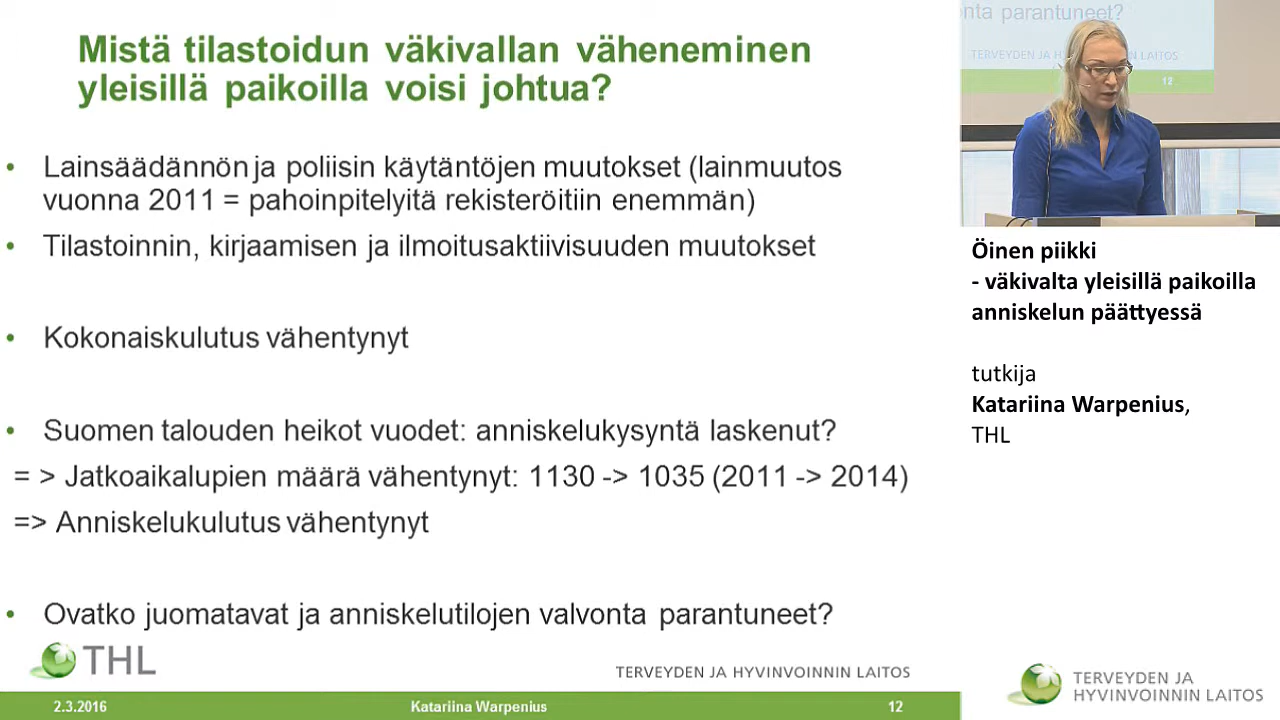 Mistä tilastoidun väkivallan väheneminen
yleisillä paikoilla voisi johtua?
• Lainsäädännön ja poliisin käytäntöjen muutokset (lainmuutos
vuonna 2011 = pahoinpitelyitä rekisteröitiin enemmän)
• Tilastoinnin, kirjaamisen ja ilmoitusaktiivisuuden muutokset
• Kokonaiskulutus vähentynyt
• Suomen talouden heikot vuodet: anniskelukysyntä laskenut?
= > Jatkoaikalupien määrä vähentynyt: 1130 -> 1035 (2011 -> 2014)
=> Anniskelukulutus vähentynyt
• Ovatko juomatavat ja anniskelutilojen valvonta parantuneet?
THL
TERVEYDEN JA HYVINVOINNIN LAITOS
2.3.2016
Katariina Warpenius
12
nta parantuneet?
TERVEYDEN JA HYVINVOINNIN LAITOS
12
Öinen piikki
- väkivalta yleisillä paikoilla
anniskelun päättyessä
tutkija
Katariina Warpenius,
THL
TERVEYDEN JA
HYVINVOINNIN LAITOS